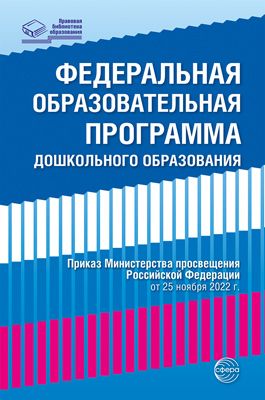 Правовая
библиотека
образования
ФЕДЕРАЛЬНАЯ
ОБРАЗОВАТЕЛЬНАЯ
ПРОГРАММА
ДОШКОЛЬНОГО ОБРАЗОВАНИЯ
Приказ Министерства просвещения
Российской Федерации
от 25 ноября 2022 г.
сфера